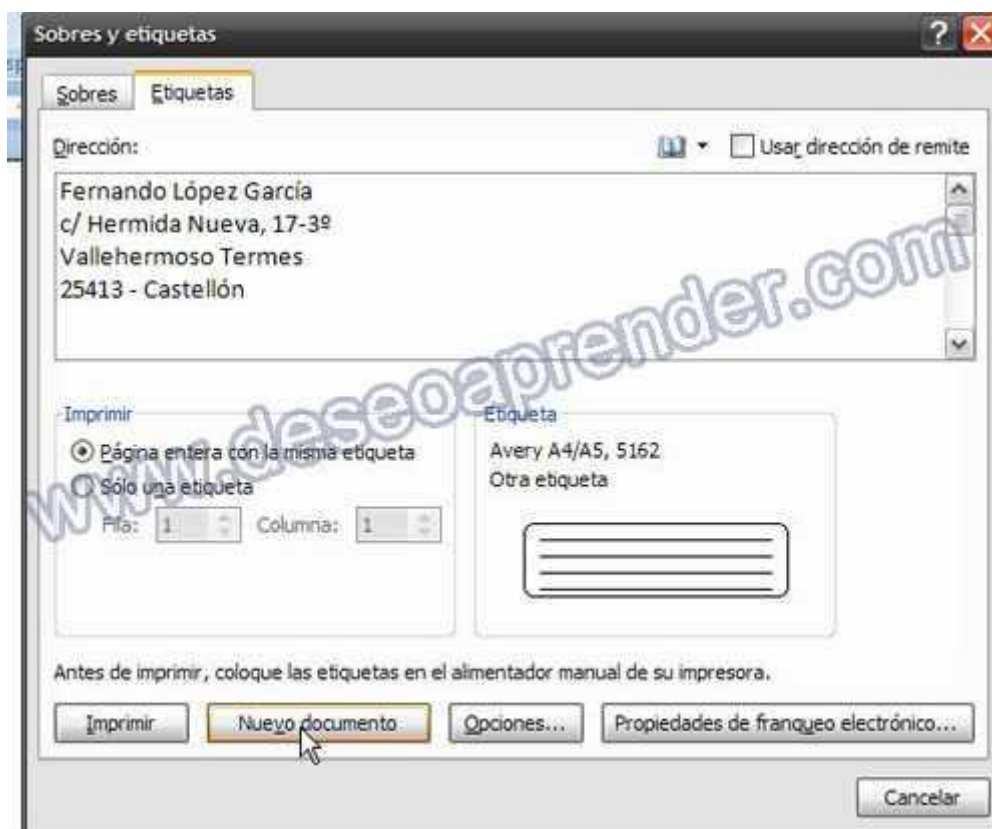 Sobres y etiquetas
Sobres Etiquetas
Dirección: Usar dirección de remite
Fernando López García
c/ Hermida Nueva, 17-3º
Vallehermoso Termes
25413 - Castellón
www.deseoaprender.com
Imprimir
Página entera con la misma etiqueta
Sólo una etiqueta
Fila: 1 Columna: 1
Etiqueta
Avery A4/A5, 5162
Otra etiqueta
Antes de imprimir, coloque las etiquetas en el alimentador manual de su impresora.
Imprimir Nuevo documento Opciones... Propiedades de franqueo electrónico...
Cancelar